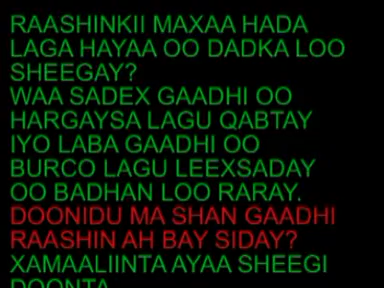 RAASHINKII MAXAA HADA
LAGA HAYAA OO DADKA LOO
SHEEGAY?
WAA SADEX GAADHI OO
HARGAYSA LAGU QABTAY
IYO LABA GAADHI OO
BURCO LAGU LEEXSADAY
OO BADHAN LOO RARAY.
DOONIDU MA SHAN GAADHI
RAASHIN AH BAY SIDAY?
XAMAALIINTA AYAA SHEEGI
DOONTA